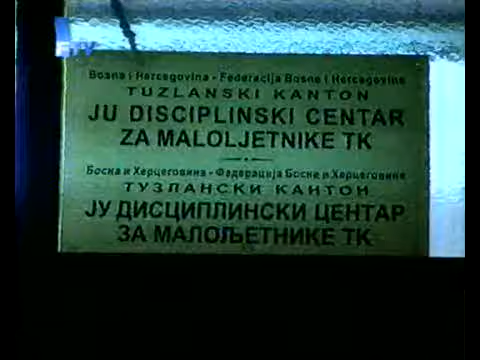 Bosna i Hercegovina - Federacija Bosne i Hercegovine
TUZLANSKI KANTON
JU DISCIPLINSKI CENTAR
ZA MALOLJETNIKE TK
Босна и Херцеговина - Федерација Босне и Херцеговине
ТУЗЛАНСКИ КАНТОН
ЈУ ДИСЦИПЛИНСКИ ЦЕНТАР
ЗА МАЛОЉЕТНИКЕ ТК